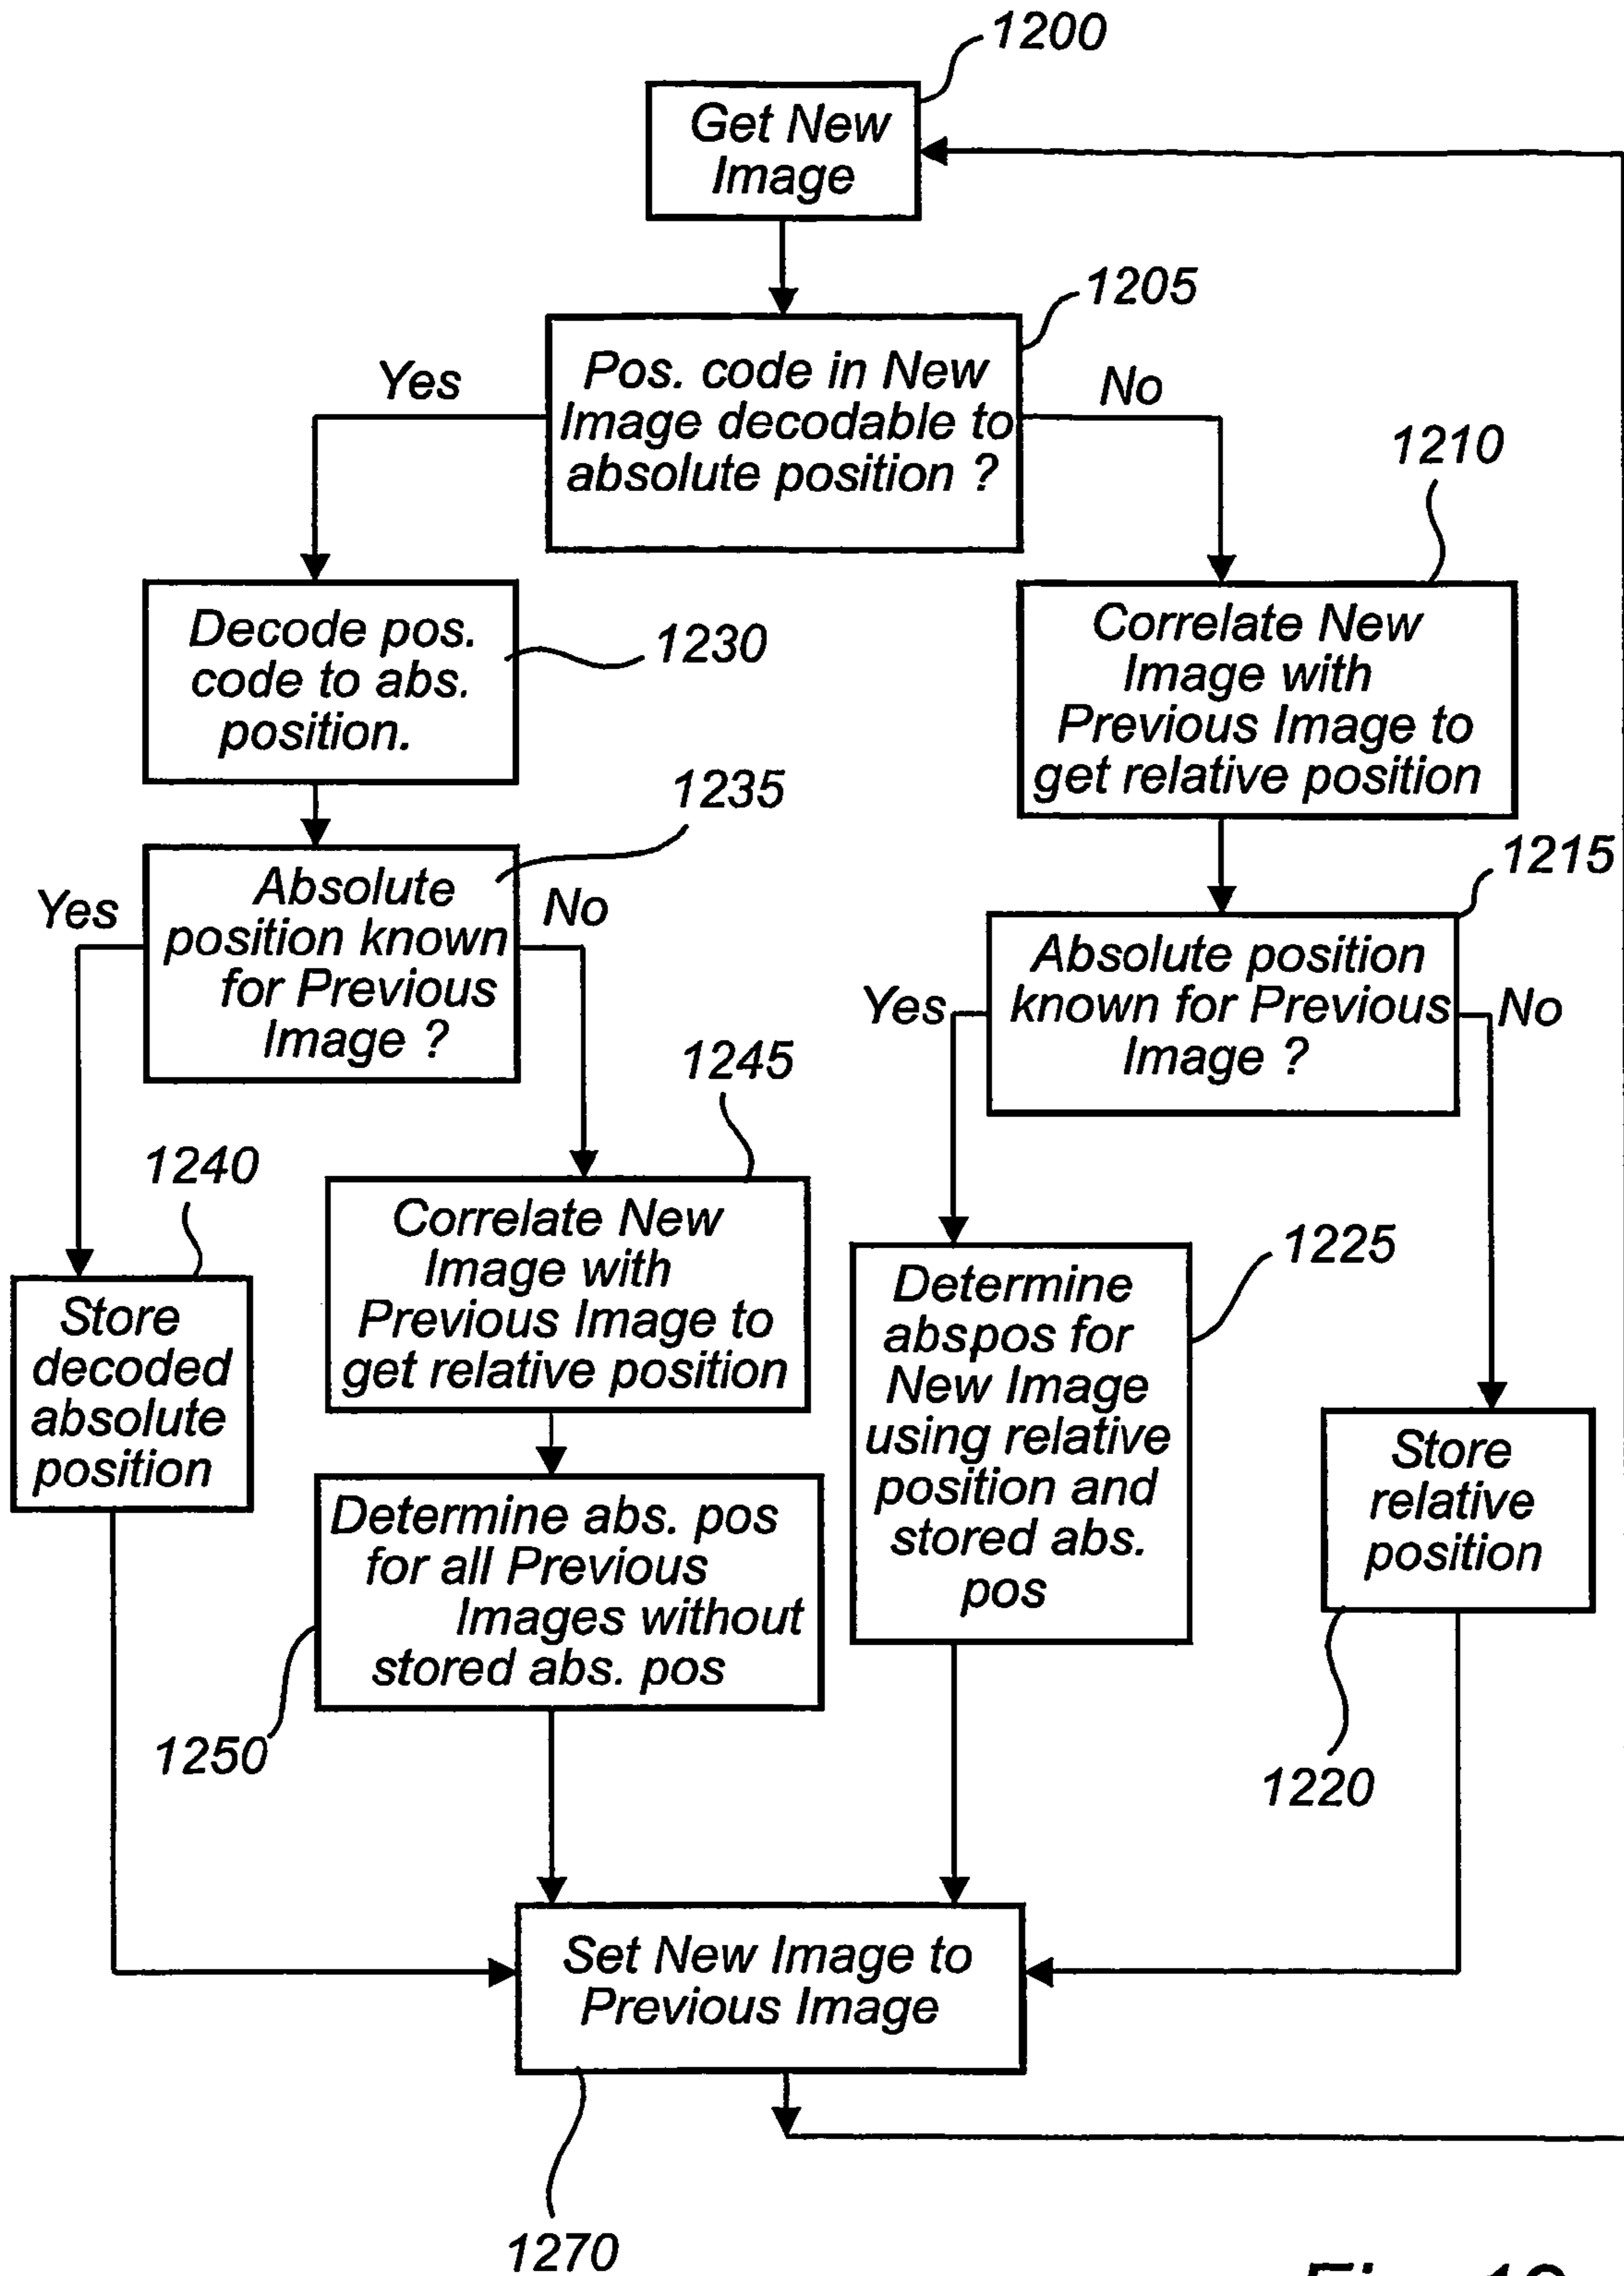 1200
Get New
Image
1205
Pos. code in New
Image decodable to
absolute position ?
Yes
No
1210
Decode pos.
code to abs.
position.
1230
Correlate New
Image with
Previous Image to
get relative position
1235
Absolute
position known
for Previous
Image ?
Yes
No
1215
Absolute position
known for Previous
Image ?
Yes
No
1240
Store
decoded
absolute
position
1245
Correlate New
Image with
Previous Image to
get relative position
1225
Determine
abspos for
New Image
using relative
position and
stored abs.
pos
Store
relative
position
1220
Determine abs. pos
for all Previous
Images without
stored abs. pos
1250
Set New Image to
Previous Image
1270